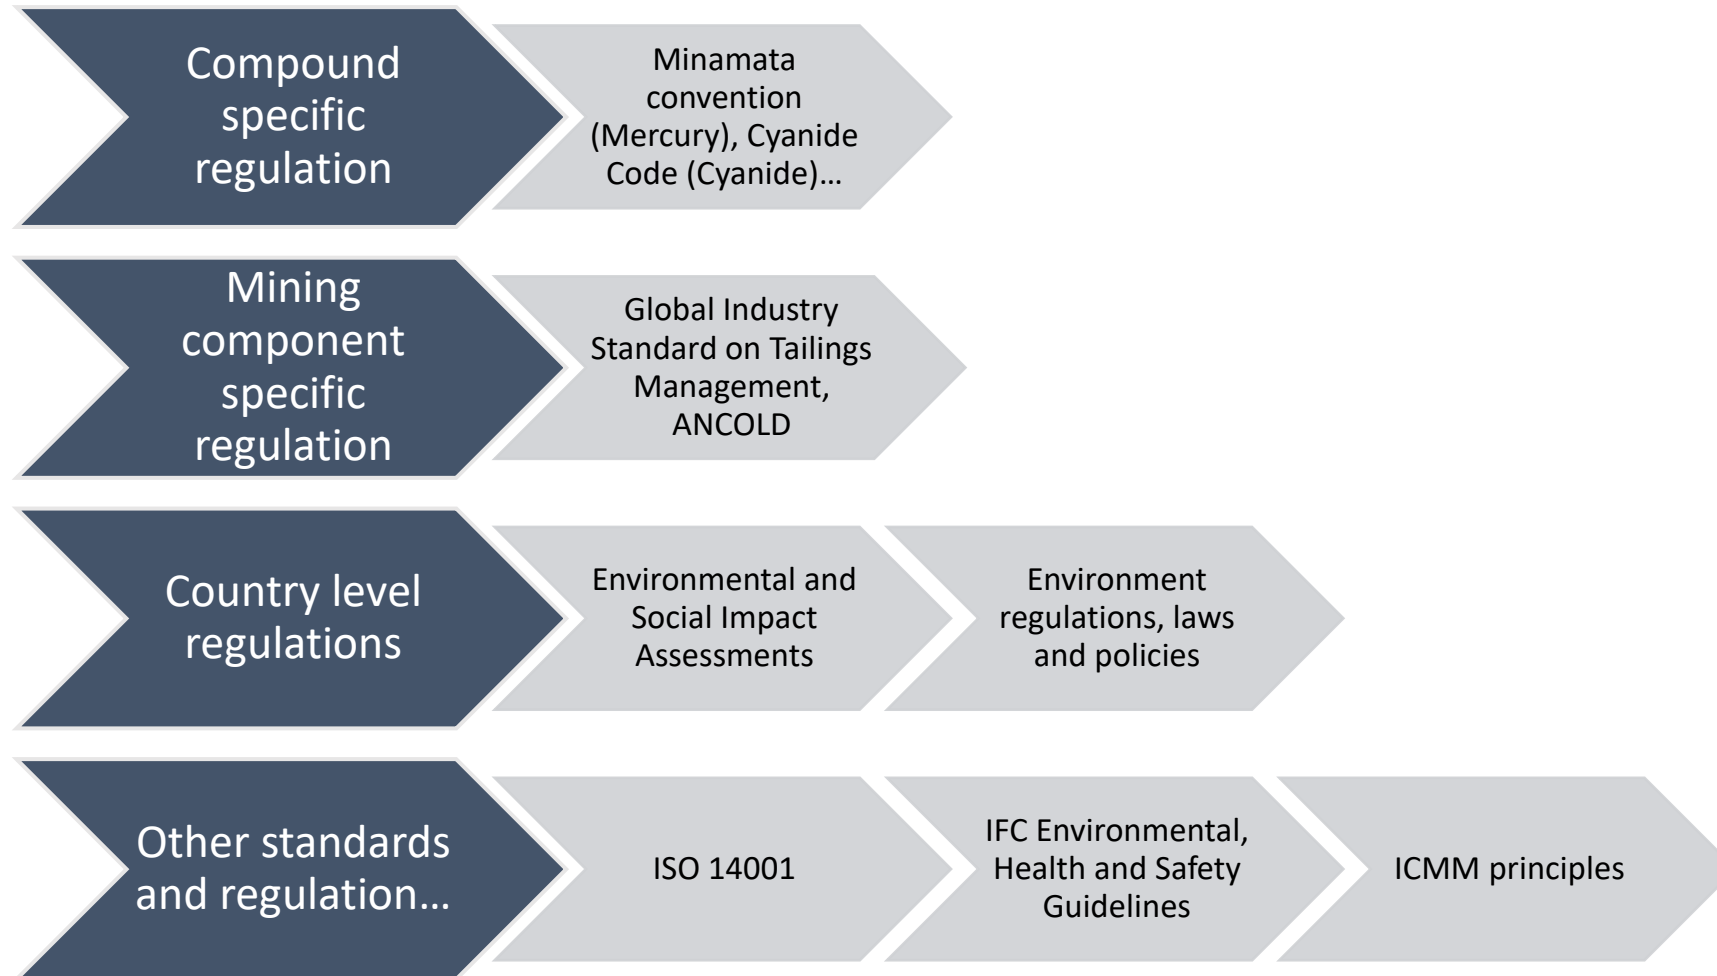 Compound
specific
regulation
Minamata
convention
(Mercury), Cyanide
Code (Cyanide)...
Mining
component
specific
regulation
Global Industry
Standard on Tailings
Management,
ANCOLD
Country level
regulations
Environmental and
Social Impact
Assessments
Environment
regulations, laws
and policies
Other standards
and regulation...
ISO 14001
IFC Environmental,
Health and Safety
Guidelines
ICMM principles